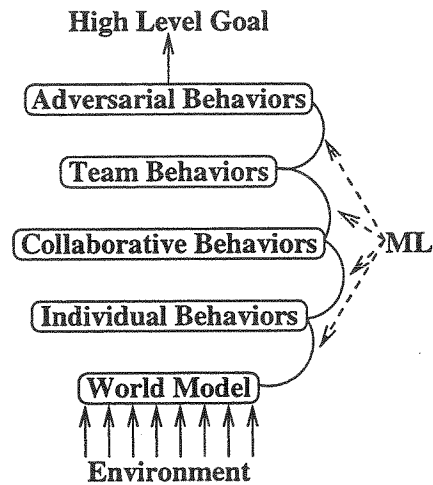 High Level Goal
Adversarial Behaviors
Team Behaviors
Collaborative Behaviors
ML
Individual Behaviors
World Model
Environment